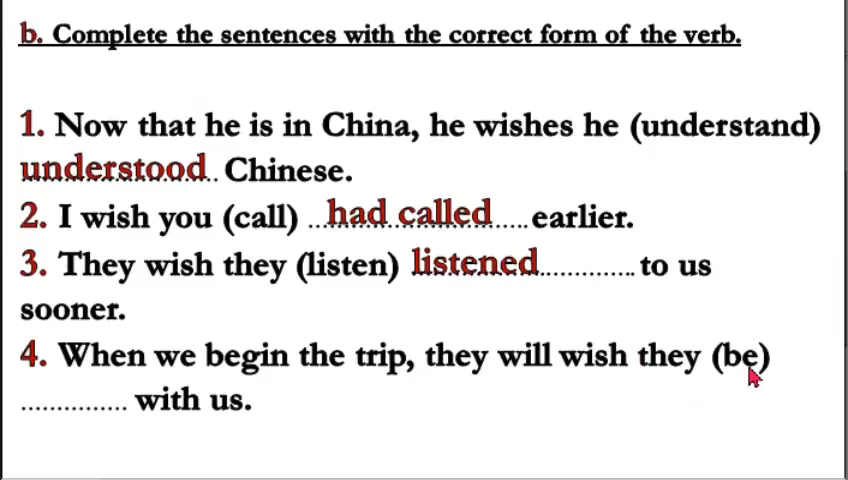 b. Complete the sentences with the correct form of the verb.
1. Now that he is in China, he wishes he (understand)
understood.. Chinese.
2. I wish you (call) ...had called..... earlier.
3. They wish they (listen) listened.............. to us
sooner.
4. When we begin the trip, they will wish they (be)
............... with us.